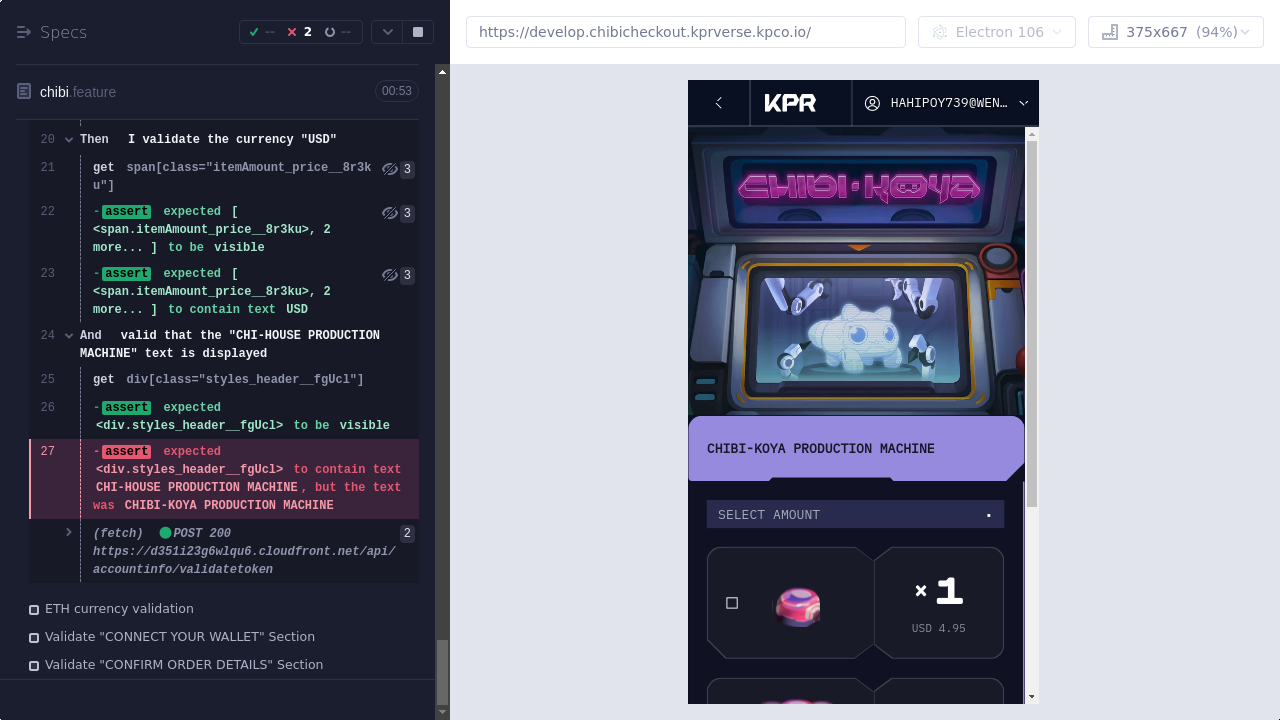 Specs
--
2
--
chibi.feature
00:53
20 Then I validate the currency "USD"
21 get span[class="itemAmount_price__8r3k
u"]
3
22 -assert expected [
<span.itemAmount_price__8r3ku>, 2
more... ] to be visible
3
23 -assert expected [
<span.itemAmount_price__8r3ku>, 2
more... ] to contain text USD
3
24 And valid that the "CHI-HOUSE PRODUCTION
MACHINE" text is displayed
25 get div[class="styles_header__fgUcl"]
26 -assert expected
<div.styles_header__fgUcl> to be visible
27 -assert expected
<div.styles_header__fgUcl> to contain text
CHI-HOUSE PRODUCTION MACHINE, but the text
was CHIBI-KOYA PRODUCTION MACHINE
(fetch) POST 200
https://d351i23g6wlqu6.cloudfront.net/api/
accountinfo/validatetoken
2
ETH currency validation
Validate "CONNECT YOUR WALLET" Section
Validate "CONFIRM ORDER DETAILS" Section
https://develop.chibicheckout.kprverse.kpco.io/
Electron 106
375x667 (94%)
KPR
HAHIPOY739@WEN…
CHIBI·KOYA
CHIBI-KOYA PRODUCTION MACHINE
SELECT AMOUNT
×1
USD 4.95